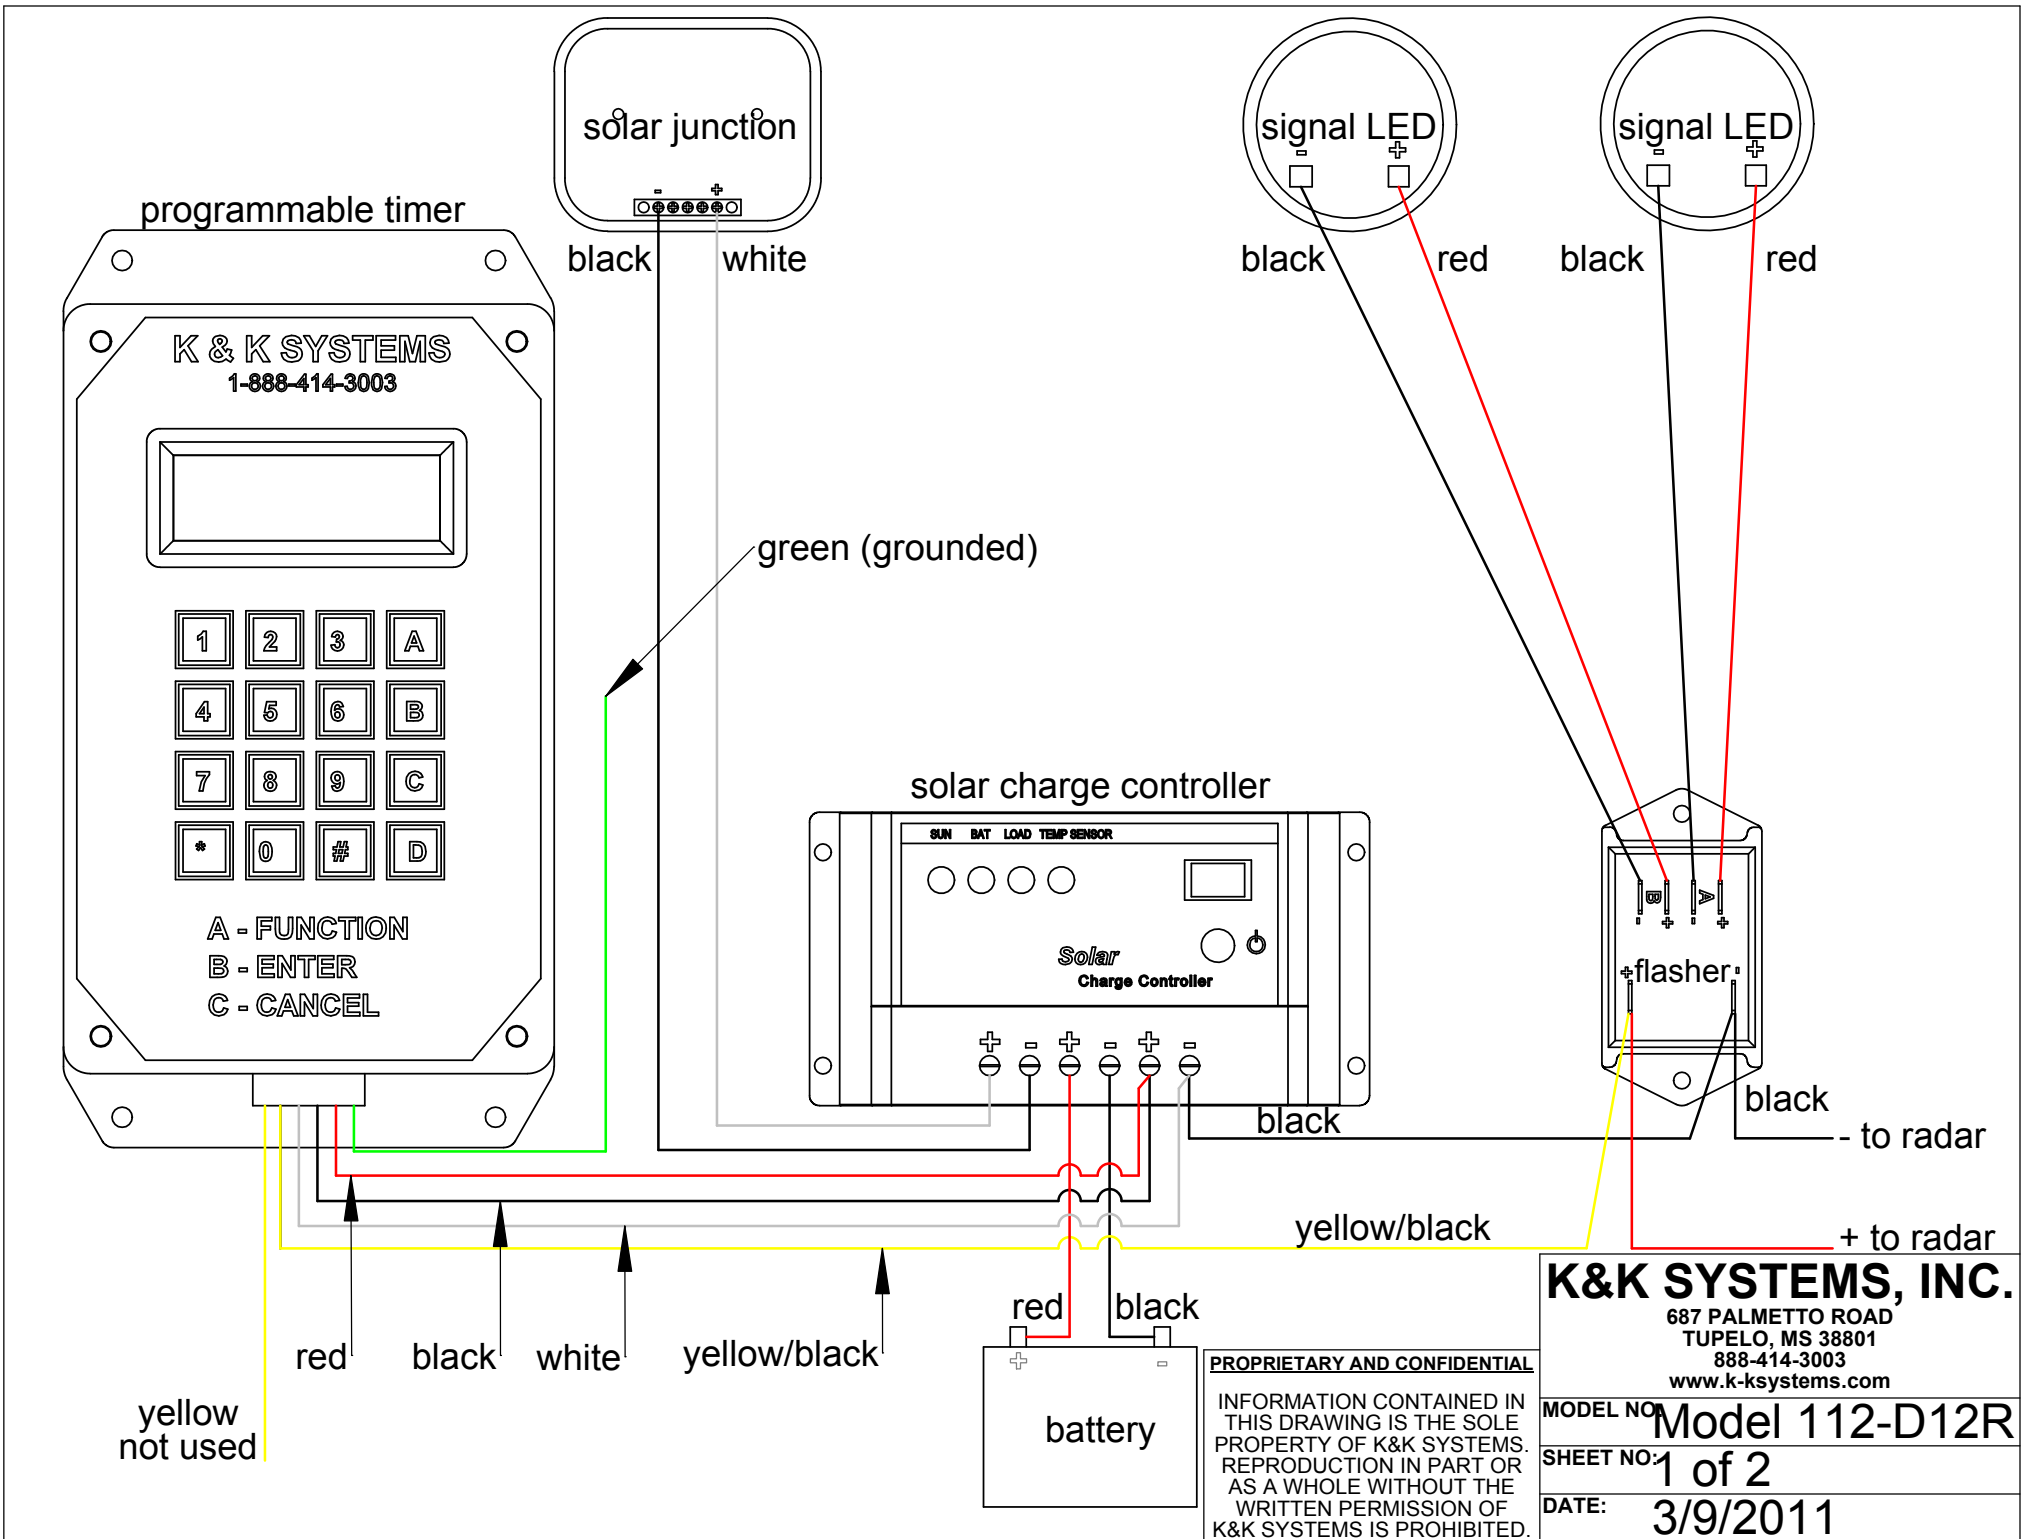 solar junction
- +
black white
signal LED
- +
black red
signal LED
- +
black red
programmable timer
K & K SYSTEMS
1-888-414-3003
1 2 3 A
4 5 6 B
7 8 9 C
* 0 # D
A - FUNCTION
B - ENTER
C - CANCEL
green (grounded)
solar charge controller
SUN BAT LOAD TEMP SENSOR
Solar
Charge Controller
+ - + - + -
black
B A
- + - +
+ flasher -
black
- to radar
yellow/black
+ to radar
red black white yellow/black
yellow
not used
red black
+ -
battery
PROPRIETARY AND CONFIDENTIAL
INFORMATION CONTAINED IN
THIS DRAWING IS THE SOLE
PROPERTY OF K&K SYSTEMS.
REPRODUCTION IN PART OR
AS A WHOLE WITHOUT THE
WRITTEN PERMISSION OF
K&K SYSTEMS IS PROHIBITED.
K&K SYSTEMS, INC.
687 PALMETTO ROAD
TUPELO, MS 38801
888-414-3003
www.k-ksystems.com
MODEL NO: Model 112-D12R
SHEET NO: 1 of 2
DATE: 3/9/2011